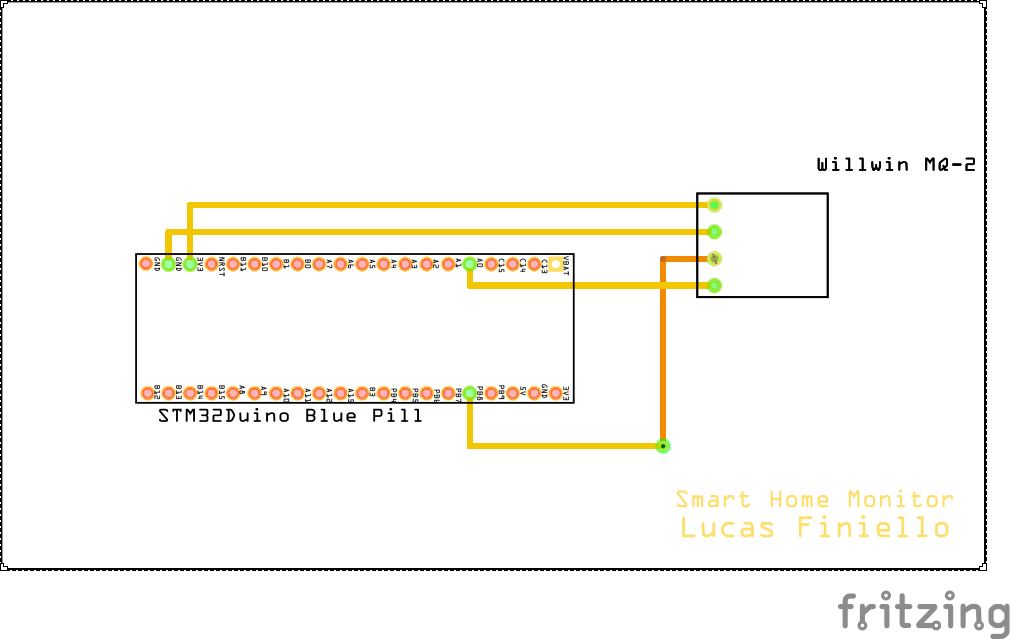 Willwin MQ-2
GND GND 3V3 NRST B11 B10 B1 B0 A7 A6 A5 A4 A3 A2 A1 A0 C15 C14 C13 VBAT
B12 B13 B14 B15 A8 A9 A10 A11 A12 A15 B3 PB4 PB5 PB6 PB7 PB8 PB9 5V GND 3V3
STM32Duino Blue Pill
Smart Home Monitor
Lucas Finiello
fritzing